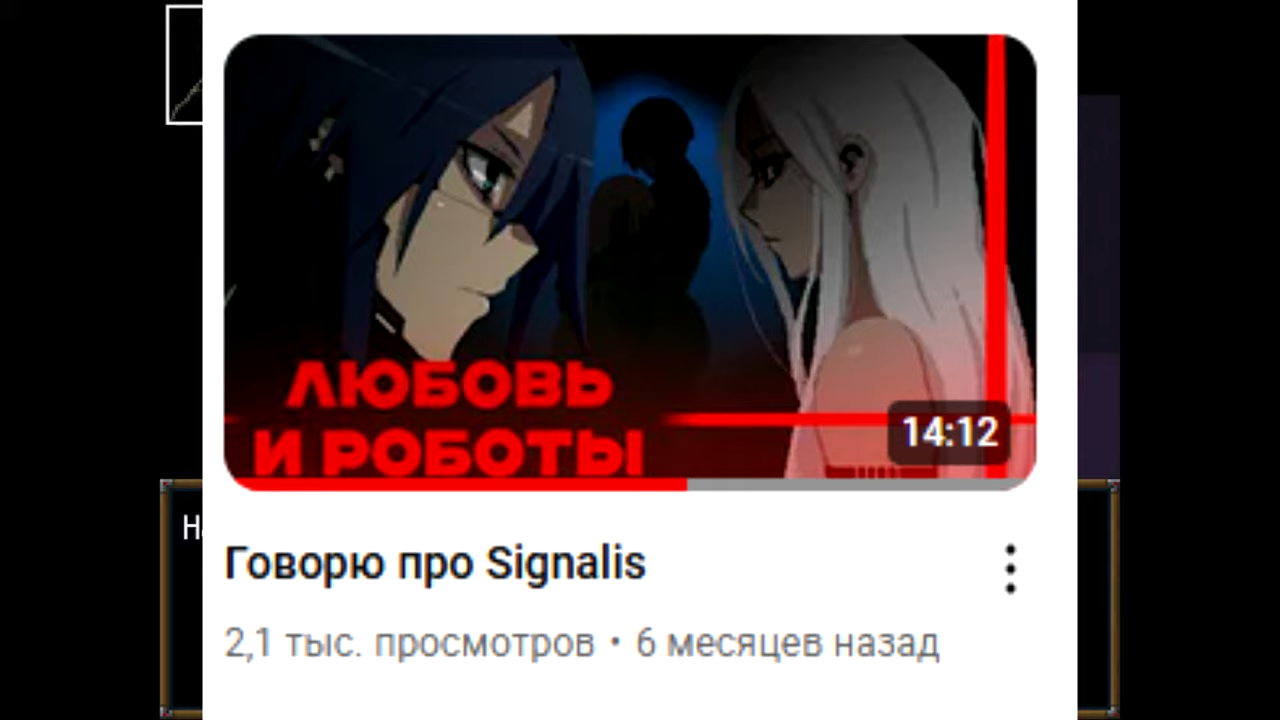 ЛЮБОВЬ
И РОБОТЫ
14:12
Говорю про Signalis
2,1 тыс. просмотров • 6 месяцев назад